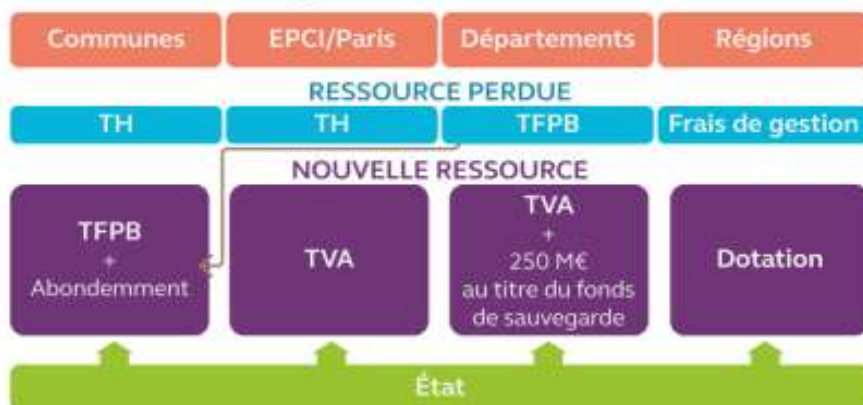 Communes EPCI/Paris Départements Régions
RESSOURCE PERDUE
TH TH TFPB Frais de gestion
NOUVELLE RESSOURCE
TFPB
+
Abondemment
TVA
TVA
+
250 M€
au titre du fonds
de sauvegarde
Dotation
État